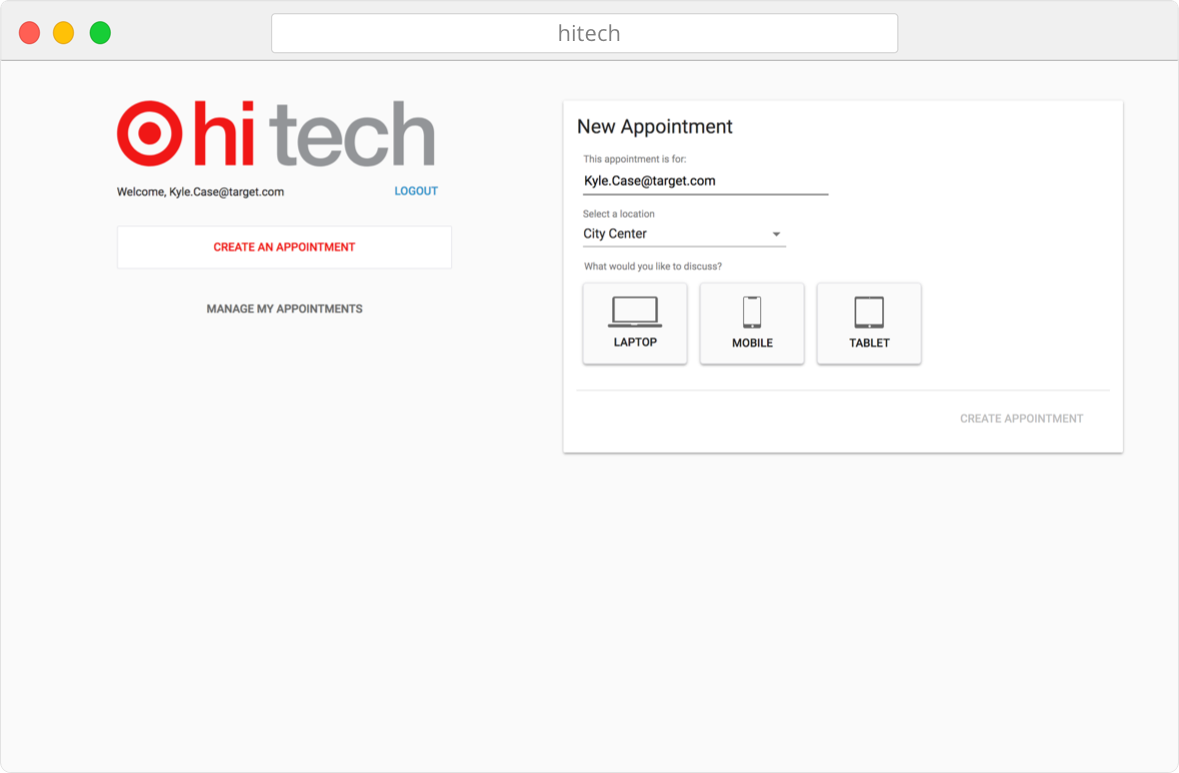 hitech
hi tech
Welcome, Kyle.Case@target.com
LOGOUT
CREATE AN APPOINTMENT
MANAGE MY APPOINTMENTS
New Appointment
This appointment is for:
Kyle.Case@target.com
Select a location
City Center
What would you like to discuss?
LAPTOP
MOBILE
TABLET
CREATE APPOINTMENT